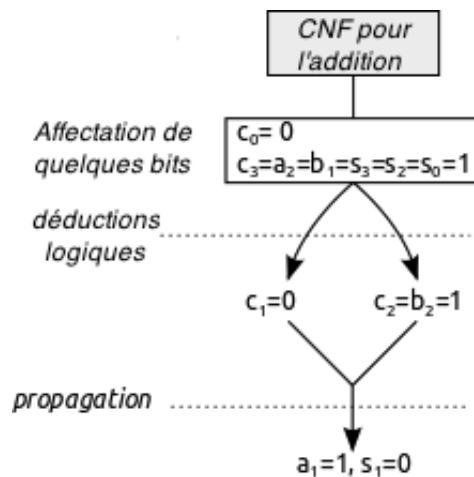 CNF pour
l'addition
Affectation de
quelques bits
c₀= 0
c₃=a₂=b₁=s₃=s₂=s₀=1
déductions
logiques
c₁=0
c₂=b₂=1
propagation
a₁=1, s₁=0